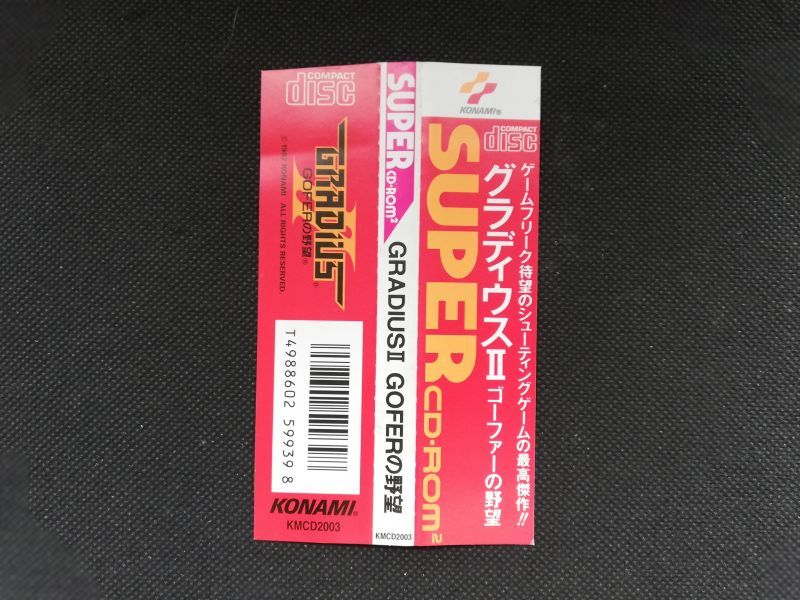 COMPACT
disc
GRADIUS
II
GOFERの野望®
© 1992 KONAMI ALL RIGHTS RESERVED.
T4988602 599398
KONAMI®
KMCD2003
SUPER
CD-ROM²
GRADIUSII GOFERの野望
KMCD2003
KONAMI®
COMPACT
disc
SUPER
CD-ROM²
グラディウスII
ゴーファーの野望
ゲームフリーク待望のシューティングゲームの最高傑作!!